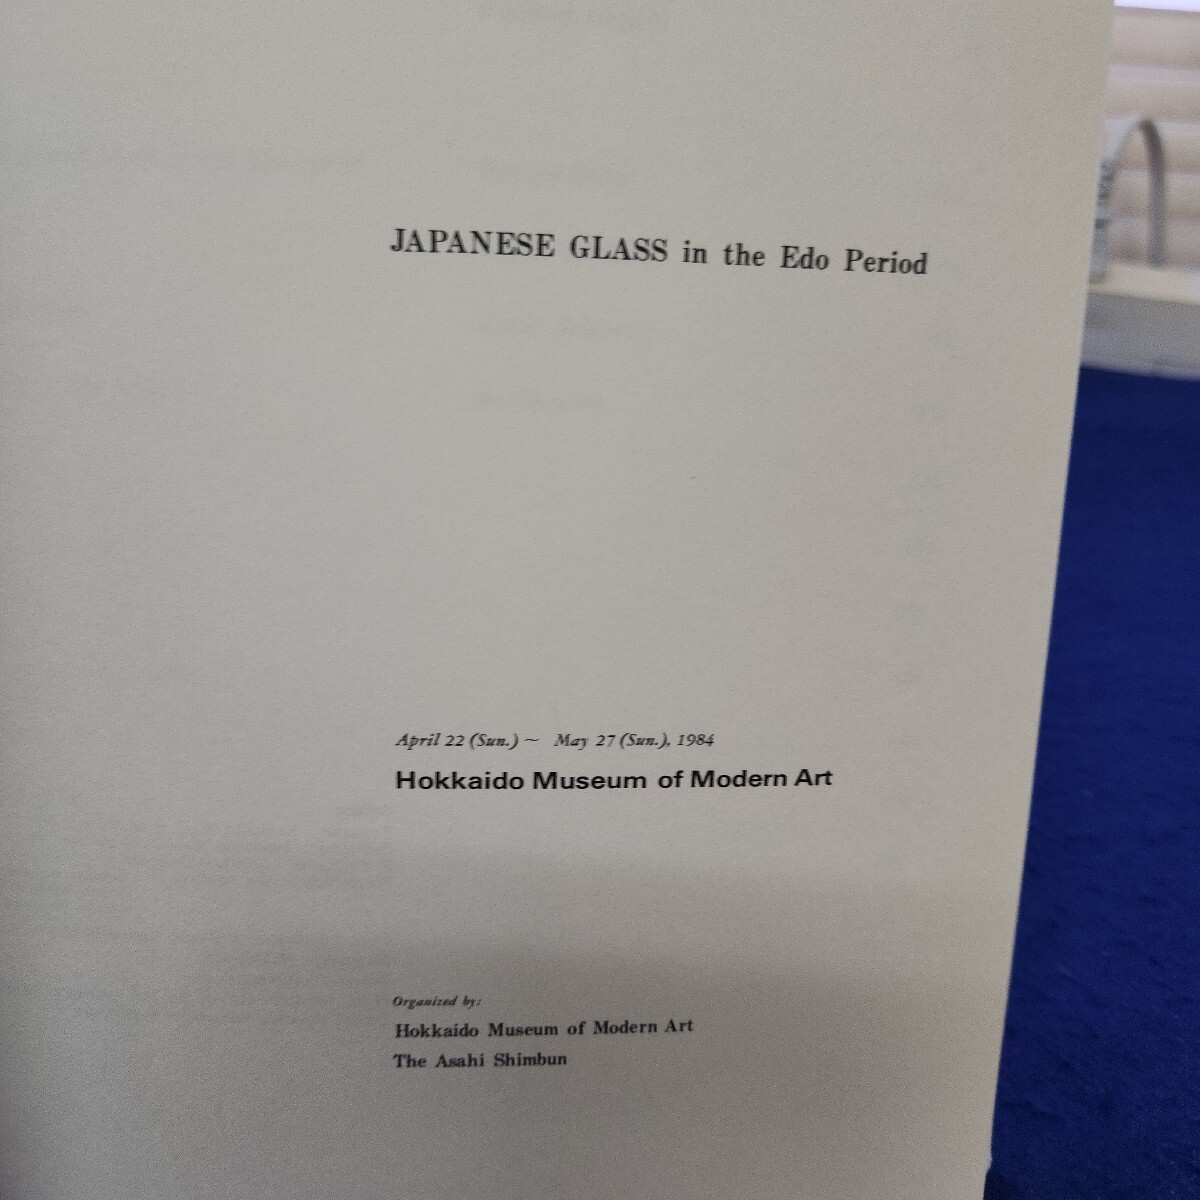 JAPANESE GLASS in the Edo Period
April 22 (Sun.) ~ May 27 (Sun.), 1984
Hokkaido Museum of Modern Art
Organized by:
Hokkaido Museum of Modern Art
The Asahi Shimbun